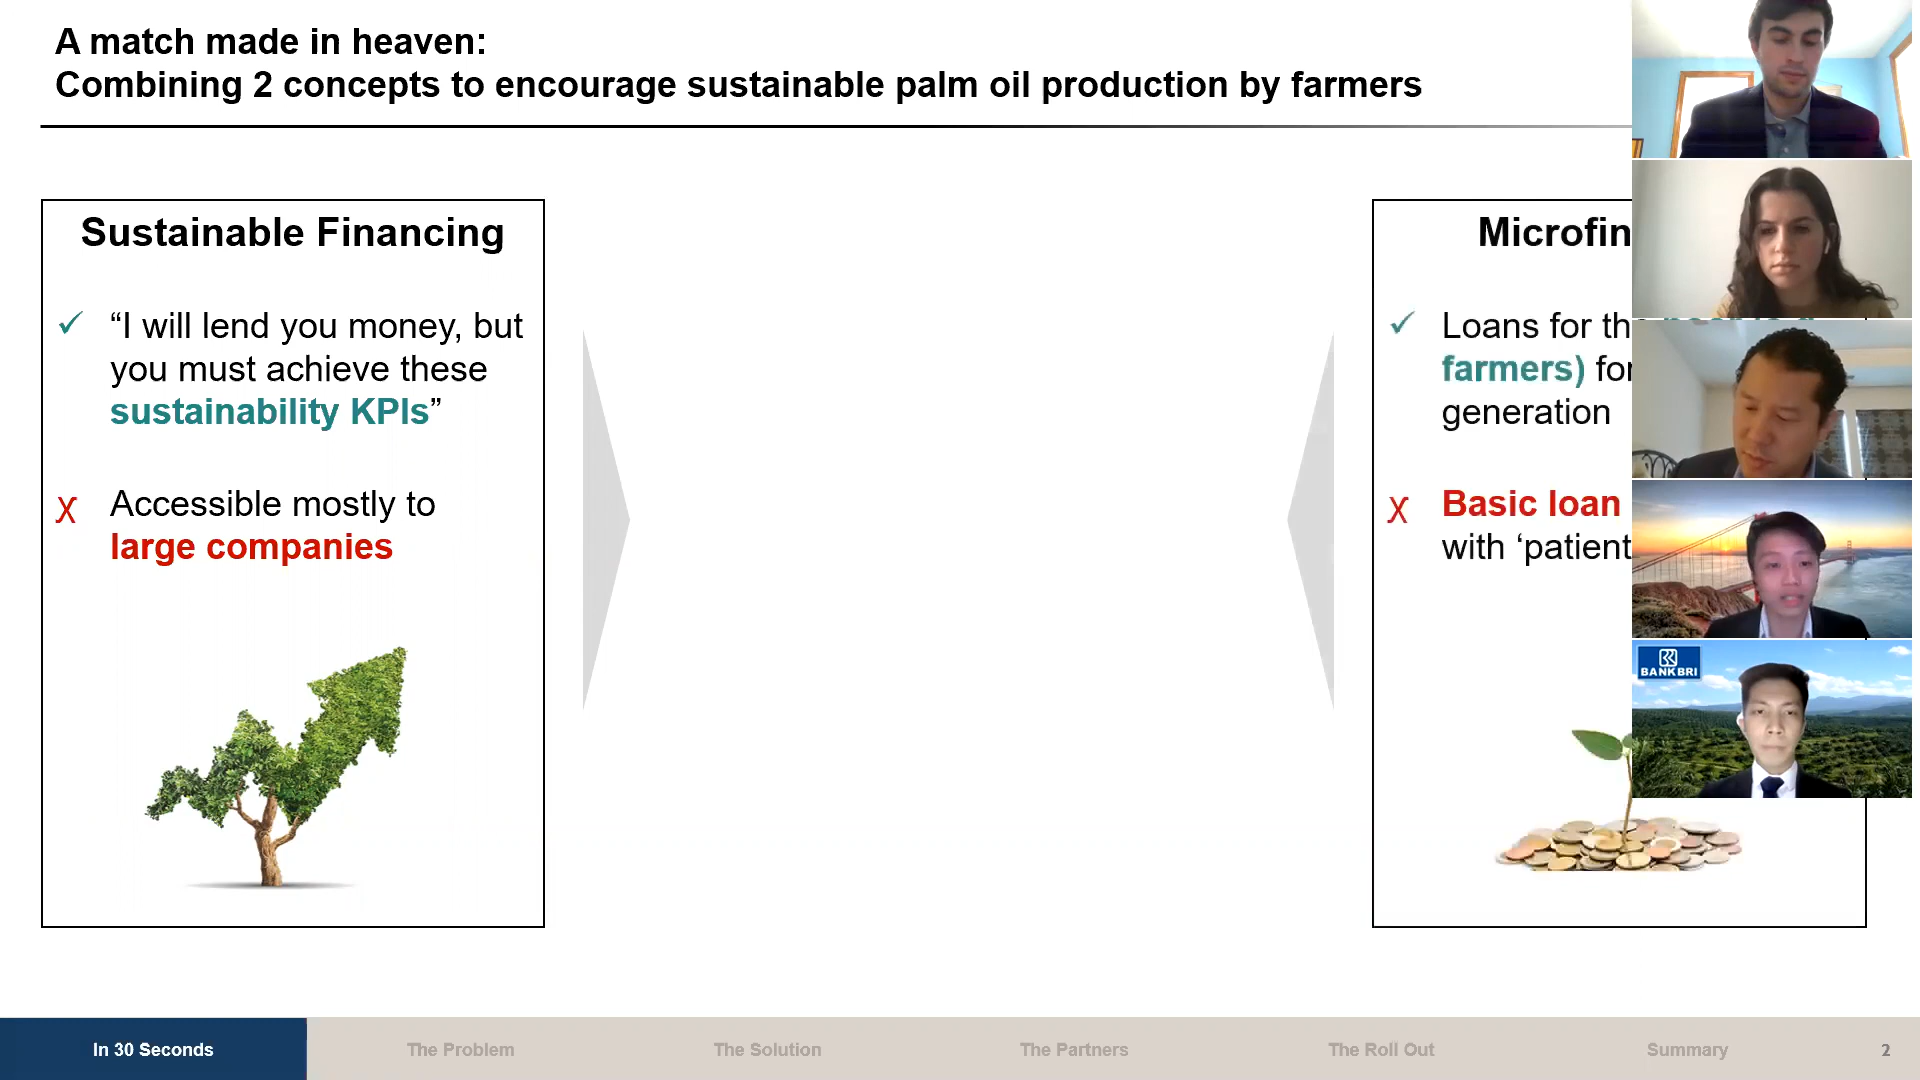 A match made in heaven:
Combining 2 concepts to encourage sustainable palm oil production by farmers
Sustainable Financing
✓ “I will lend you money, but
you must achieve these
sustainability KPIs”
X Accessible mostly to
large companies
Microfin
✓ Loans for the
farmers) for
generation
X Basic loan
with ‘patient
BANK BRI
In 30 Seconds
The Problem
The Solution
The Partners
The Roll Out
Summary
2